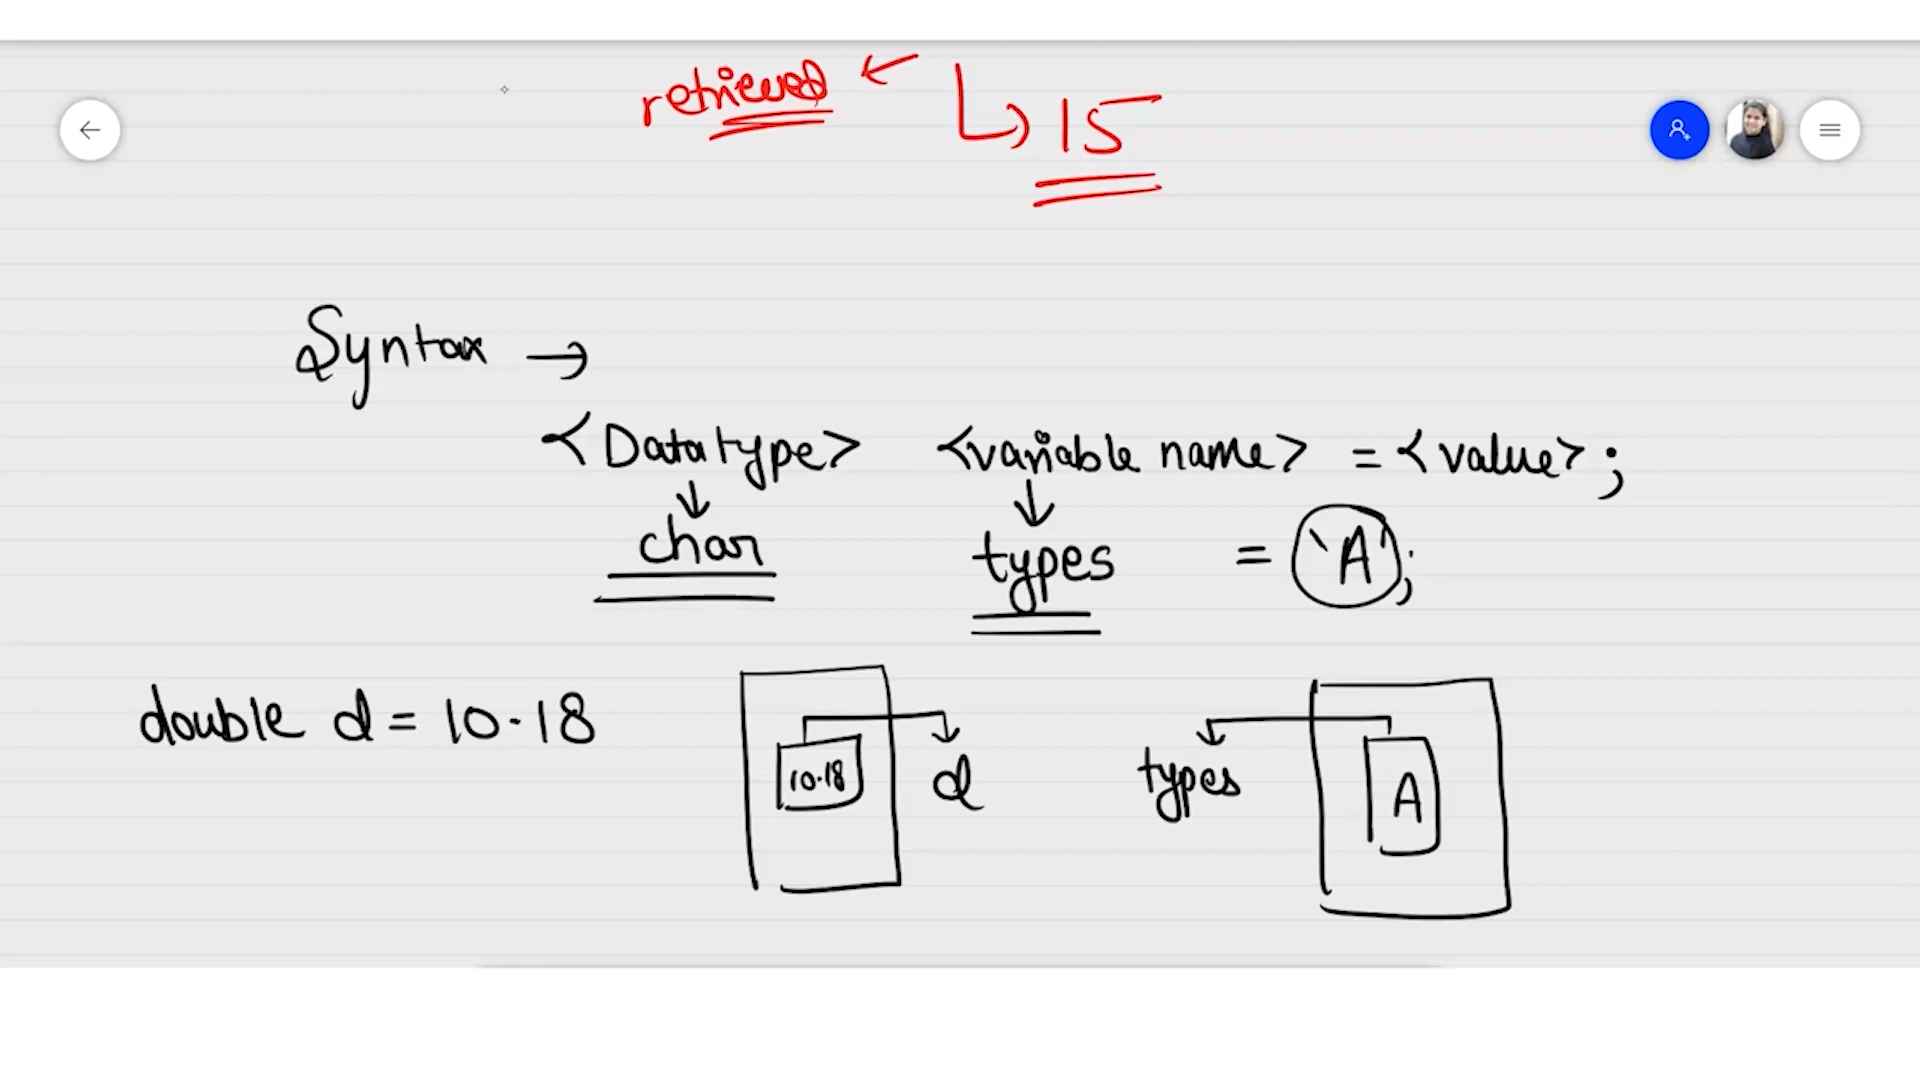 retrieved ← ↳ 15
Syntax →
<Datatype> <variable name> = <value>;
↓ ↓
char types = 'A';
double d = 10.18
10.18 d types A